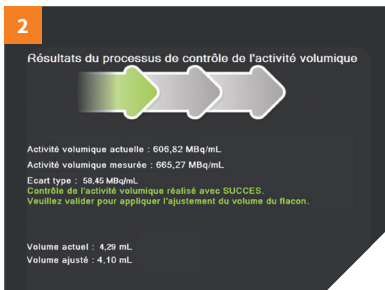 2
Résultats du processus de contrôle de l'activité volumique
Activité volumique actuelle : 606,82 MBq/mL
Activité volumique mesurée : 665,27 MBq/mL
Ecart type : 58,45 MBq/mL
Contrôle de l'activité volumique réalisé avec SUCCES.
Veuillez valider pour appliquer l'ajustement du volume du flacon.
Volume actuel : 4,29 mL
Volume ajusté : 4,10 mL